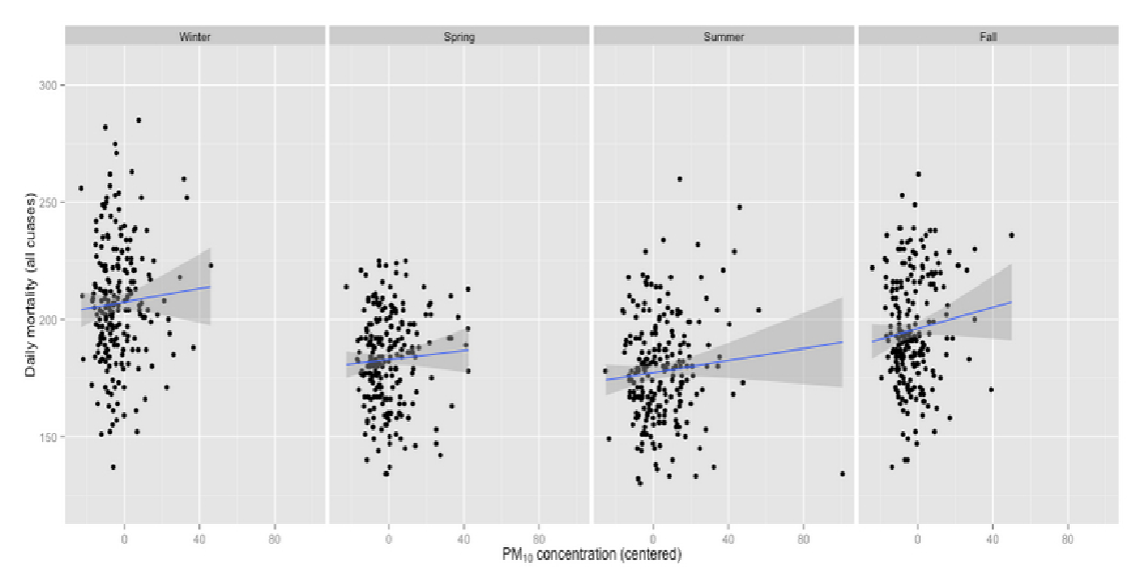 Winter Spring Summer Fall
Daily mortality (all cuases)
300
250
200
150
0 40 80 0 40 80 0 40 80 0 40 80
PM₁₀ concentration (centered)